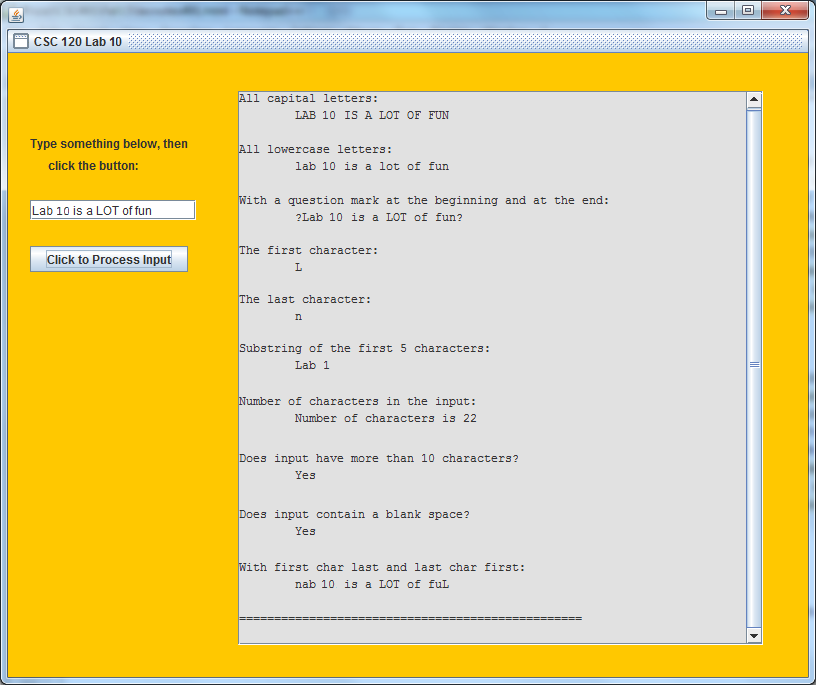 CSC 120 Lab 10
Type something below, then
click the button:
Lab 10 is a LOT of fun
Click to Process Input
All capital letters:
LAB 10 IS A LOT OF FUN
All lowercase letters:
lab 10 is a lot of fun
With a question mark at the beginning and at the end:
?Lab 10 is a LOT of fun?
The first character:
L
The last character:
n
Substring of the first 5 characters:
Lab 1
Number of characters in the input:
Number of characters is 22
Does input have more than 10 characters?
Yes
Does input contain a blank space?
Yes
With first char last and last char first:
nab 10 is a LOT of fuL
=================================================